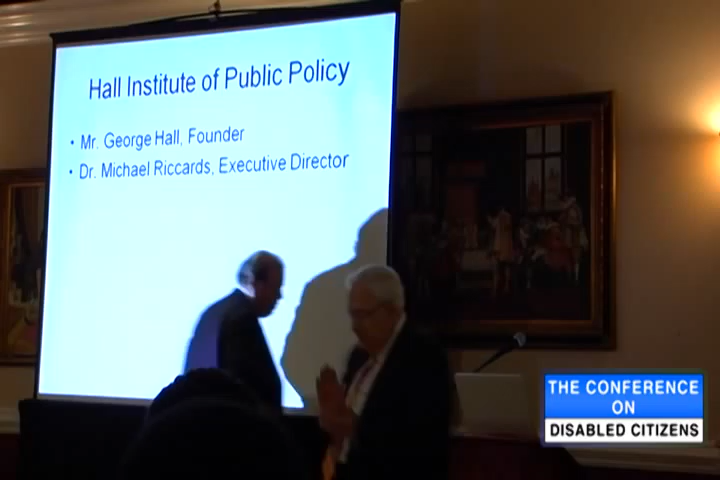 Hall Institute of Public Policy
• Mr. George Hall, Founder
• Dr. Michael Riccards, Executive Director
THE CONFERENCE
ON
DISABLED CITIZENS